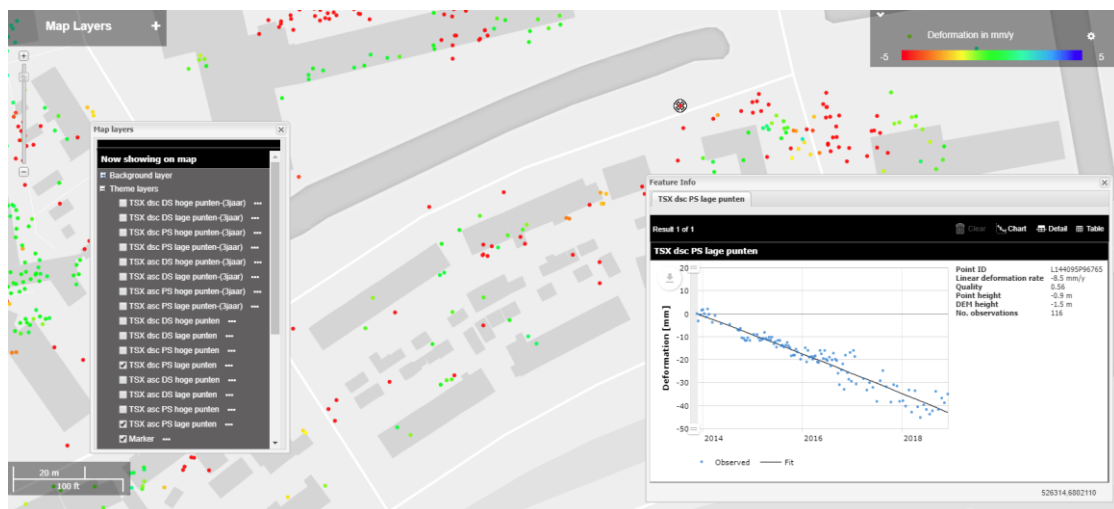 Map Layers +
Deformation in mm/y
-5 5
Map layers
Now showing on map
Background layer
Theme layers
TSX dsc DS hoge punten-(3jaar) •••
TSX dsc DS lage punten-(3jaar) •••
TSX dsc PS hoge punten-(3jaar) •••
TSX dsc PS lage punten-(3jaar) •••
TSX asc DS hoge punten-(3jaar) •••
TSX asc DS lage punten-(3jaar) •••
TSX asc PS hoge punten-(3jaar) •••
TSX asc PS lage punten-(3jaar) •••
TSX dsc DS hoge punten •••
TSX dsc DS lage punten •••
TSX dsc PS hoge punten •••
TSX dsc PS lage punten •••
TSX asc DS hoge punten •••
TSX asc DS lage punten •••
TSX asc PS hoge punten •••
TSX asc PS lage punten •••
Marker •••
20 m
100 ft
Feature Info
TSX dsc PS lage punten
Result 1 of 1 Clear Chart Detail Table
TSX dsc PS lage punten
Deformation [mm]
20
10
0
-10
-20
-30
-40
-50
2014 2016 2018
Observed Fit
Point ID L144095P96765
Linear deformation rate -8.5 mm/y
Quality 0.56
Point height -0.9 m
DEM height -1.5 m
No. observations 116
526314,6802110